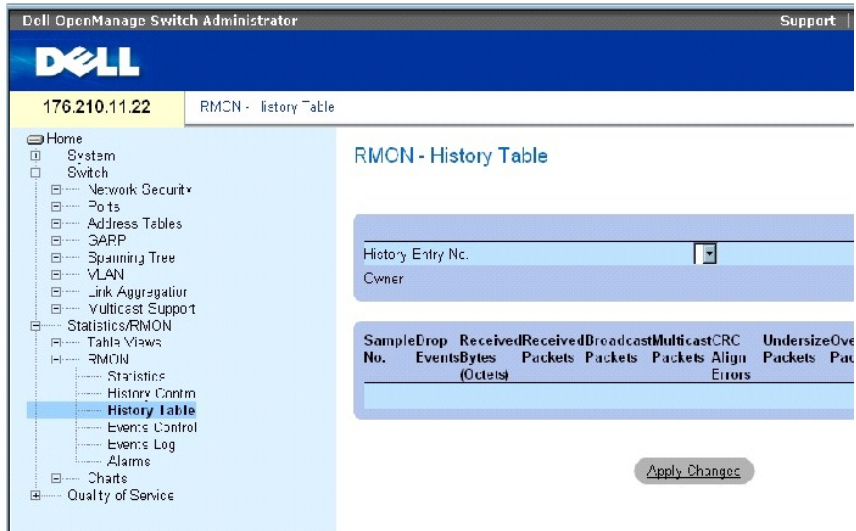 Dell OpenManage Switch Administrator
Support |
DELL
176.210.11.22
RMON - History Table
Home
System
Switch
Network Security
Ports
Address Tables
GARP
Spanning Tree
VLAN
Link Aggregation
Multicast Support
Statistics/RMON
Table Views
RMON
Statistics
History Control
History Table
Events Control
Events Log
Alarms
Charts
Quality of Service
RMON - History Table
History Entry No.
Owner
Sample No. Drop Events Received Bytes (Octets) Received Packets Broadcast Packets Multicast Packets CRC Align Errors Undersize Packets
Apply Changes